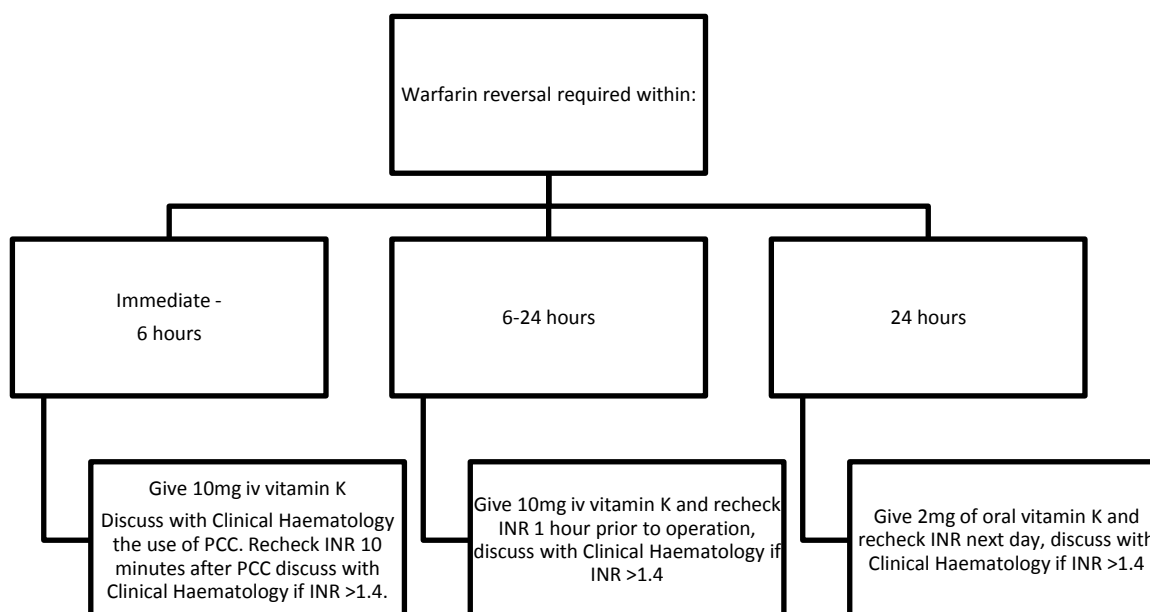 Warfarin reversal required within:
Immediate -
6 hours
6-24 hours
24 hours
Give 10mg iv vitamin K
Discuss with Clinical Haematology
the use of PCC. Recheck INR 10
minutes after PCC discuss with
Clinical Haematology if INR >1.4.
Give 10mg iv vitamin K and recheck
INR 1 hour prior to operation,
discuss with Clinical Haematology if
INR >1.4
Give 2mg of oral vitamin K and
recheck INR next day, discuss with
Clinical Haematology if INR >1.4